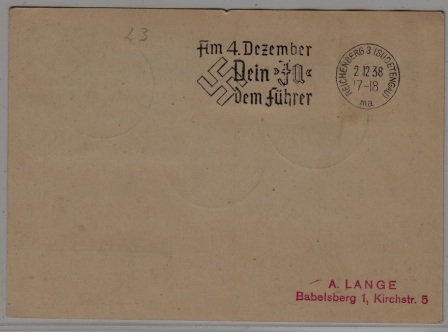 23
Am 4. Dezember
Dein »Ja«
dem Führer
REICHENBERG 3 (SUDETENGAU)
2.12.38
17-18
ma
A. LANGE
Babelsberg 1, Kirchstr. 5